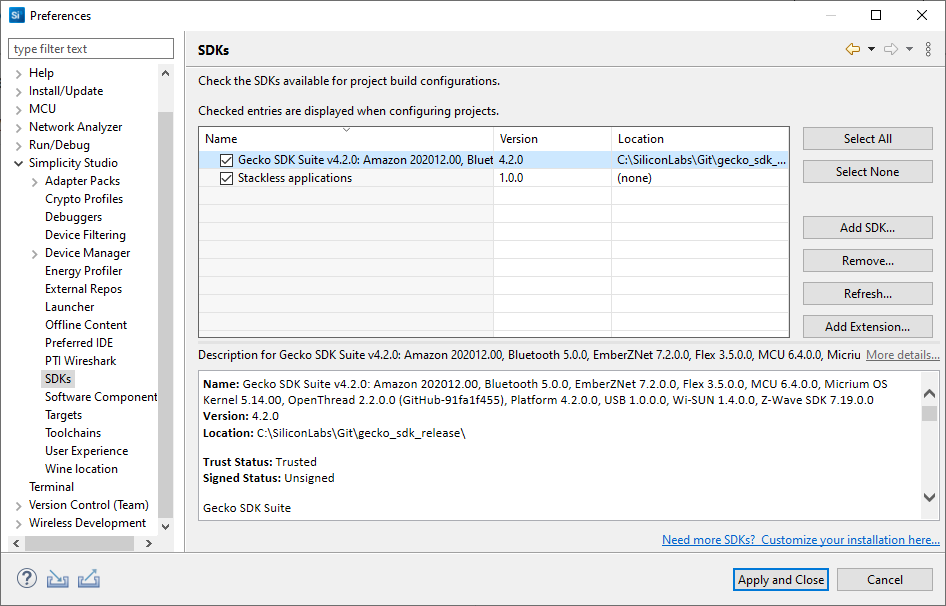 Si Preferences
type filter text
Help
Install/Update
MCU
Network Analyzer
Run/Debug
Simplicity Studio
Adapter Packs
Crypto Profiles
Debuggers
Device Filtering
Device Manager
Energy Profiler
External Repos
Launcher
Offline Content
Preferred IDE
PTI Wireshark
SDKs
Software Component
Targets
Toolchains
User Experience
Wine location
Terminal
Version Control (Team)
Wireless Development
SDKs
Check the SDKs available for project build configurations.
Checked entries are displayed when configuring projects.
Name Version Location
Gecko SDK Suite v4.2.0: Amazon 202012.00, Bluet 4.2.0 C:\SiliconLabs\Git\gecko_sdk_...
Stackless applications 1.0.0 (none)
Select All
Select None
Add SDK...
Remove...
Refresh...
Add Extension...
Description for Gecko SDK Suite v4.2.0: Amazon 202012.00, Bluetooth 5.0.0, EmberZNet 7.2.0.0, Flex 3.5.0.0, MCU 6.4.0.0, Micriu More details...
Name: Gecko SDK Suite v4.2.0: Amazon 202012.00, Bluetooth 5.0.0, EmberZNet 7.2.0.0, Flex 3.5.0.0, MCU 6.4.0.0, Micrium OS
Kernel 5.14.00, OpenThread 2.2.0.0 (GitHub-91fa1f455), Platform 4.2.0.0, USB 1.0.0.0, Wi-SUN 1.4.0.0, Z-Wave SDK 7.19.0.0
Version: 4.2.0
Location: C:\SiliconLabs\Git\gecko_sdk_release\
Trust Status: Trusted
Signed Status: Unsigned
Gecko SDK Suite
Need more SDKs? Customize your installation here...
?
Apply and Close
Cancel